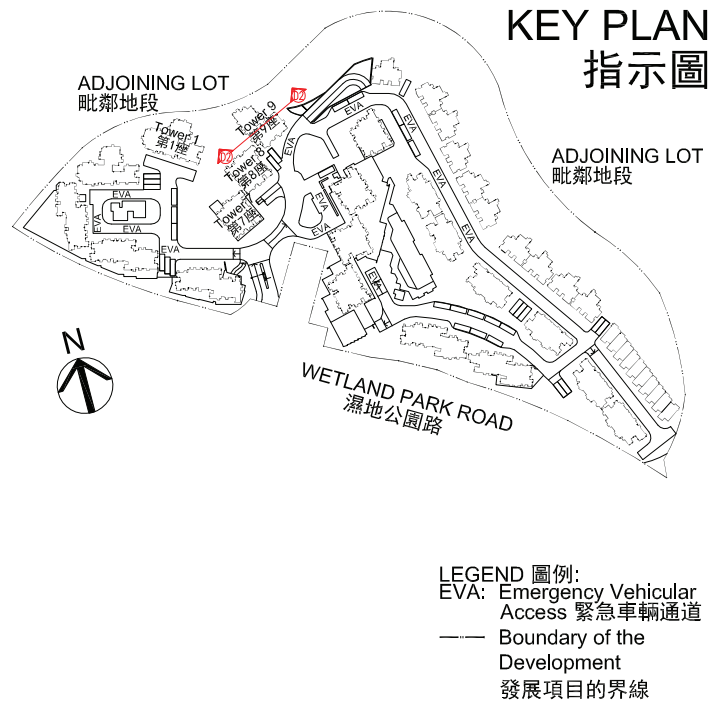 KEY PLAN
指示圖
ADJOINING LOT
毗鄰地段
D2
Tower 9
第9座
EVA
Tower 1
第1座
D2
Tower 8
第8座
EVA
EVA
ADJOINING LOT
毗鄰地段
EVA
Tower 7
第7座
EVA
EVA
EVA
EVA
EVA
EVA
EVA
EVA
N
WETLAND PARK ROAD
濕地公園路
LEGEND 圖例:
EVA: Emergency Vehicular
Access 緊急車輛通道
Boundary of the
Development
發展項目的界線